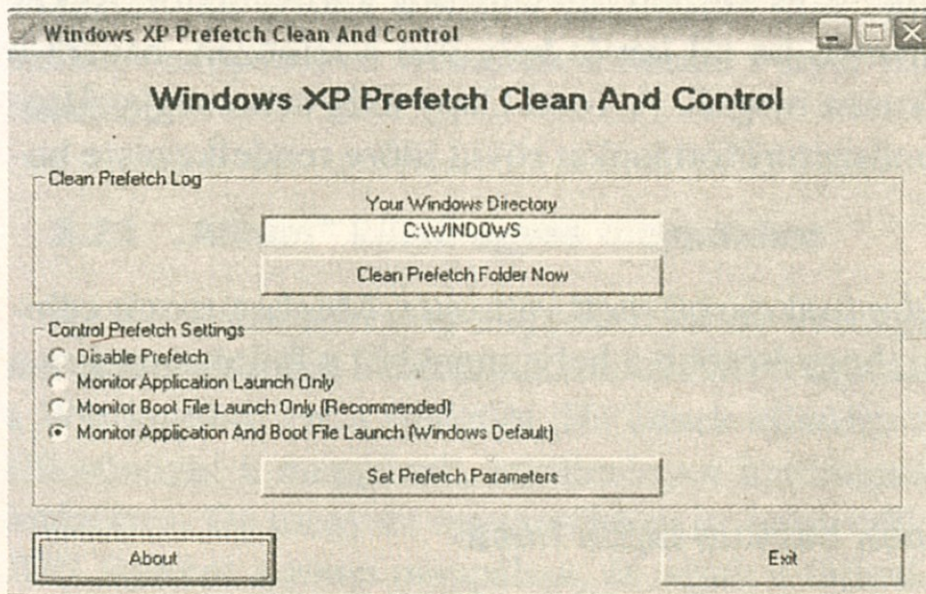 Windows XP Prefetch Clean And Control
Windows XP Prefetch Clean And Control
Clean Prefetch Log
Your Windows Directory
C:\WINDOWS
Clean Prefetch Folder Now
Control Prefetch Settings
Disable Prefetch
Monitor Application Launch Only
Monitor Boot File Launch Only (Recommended)
Monitor Application And Boot File Launch (Windows Default)
Set Prefetch Parameters
About
Exit